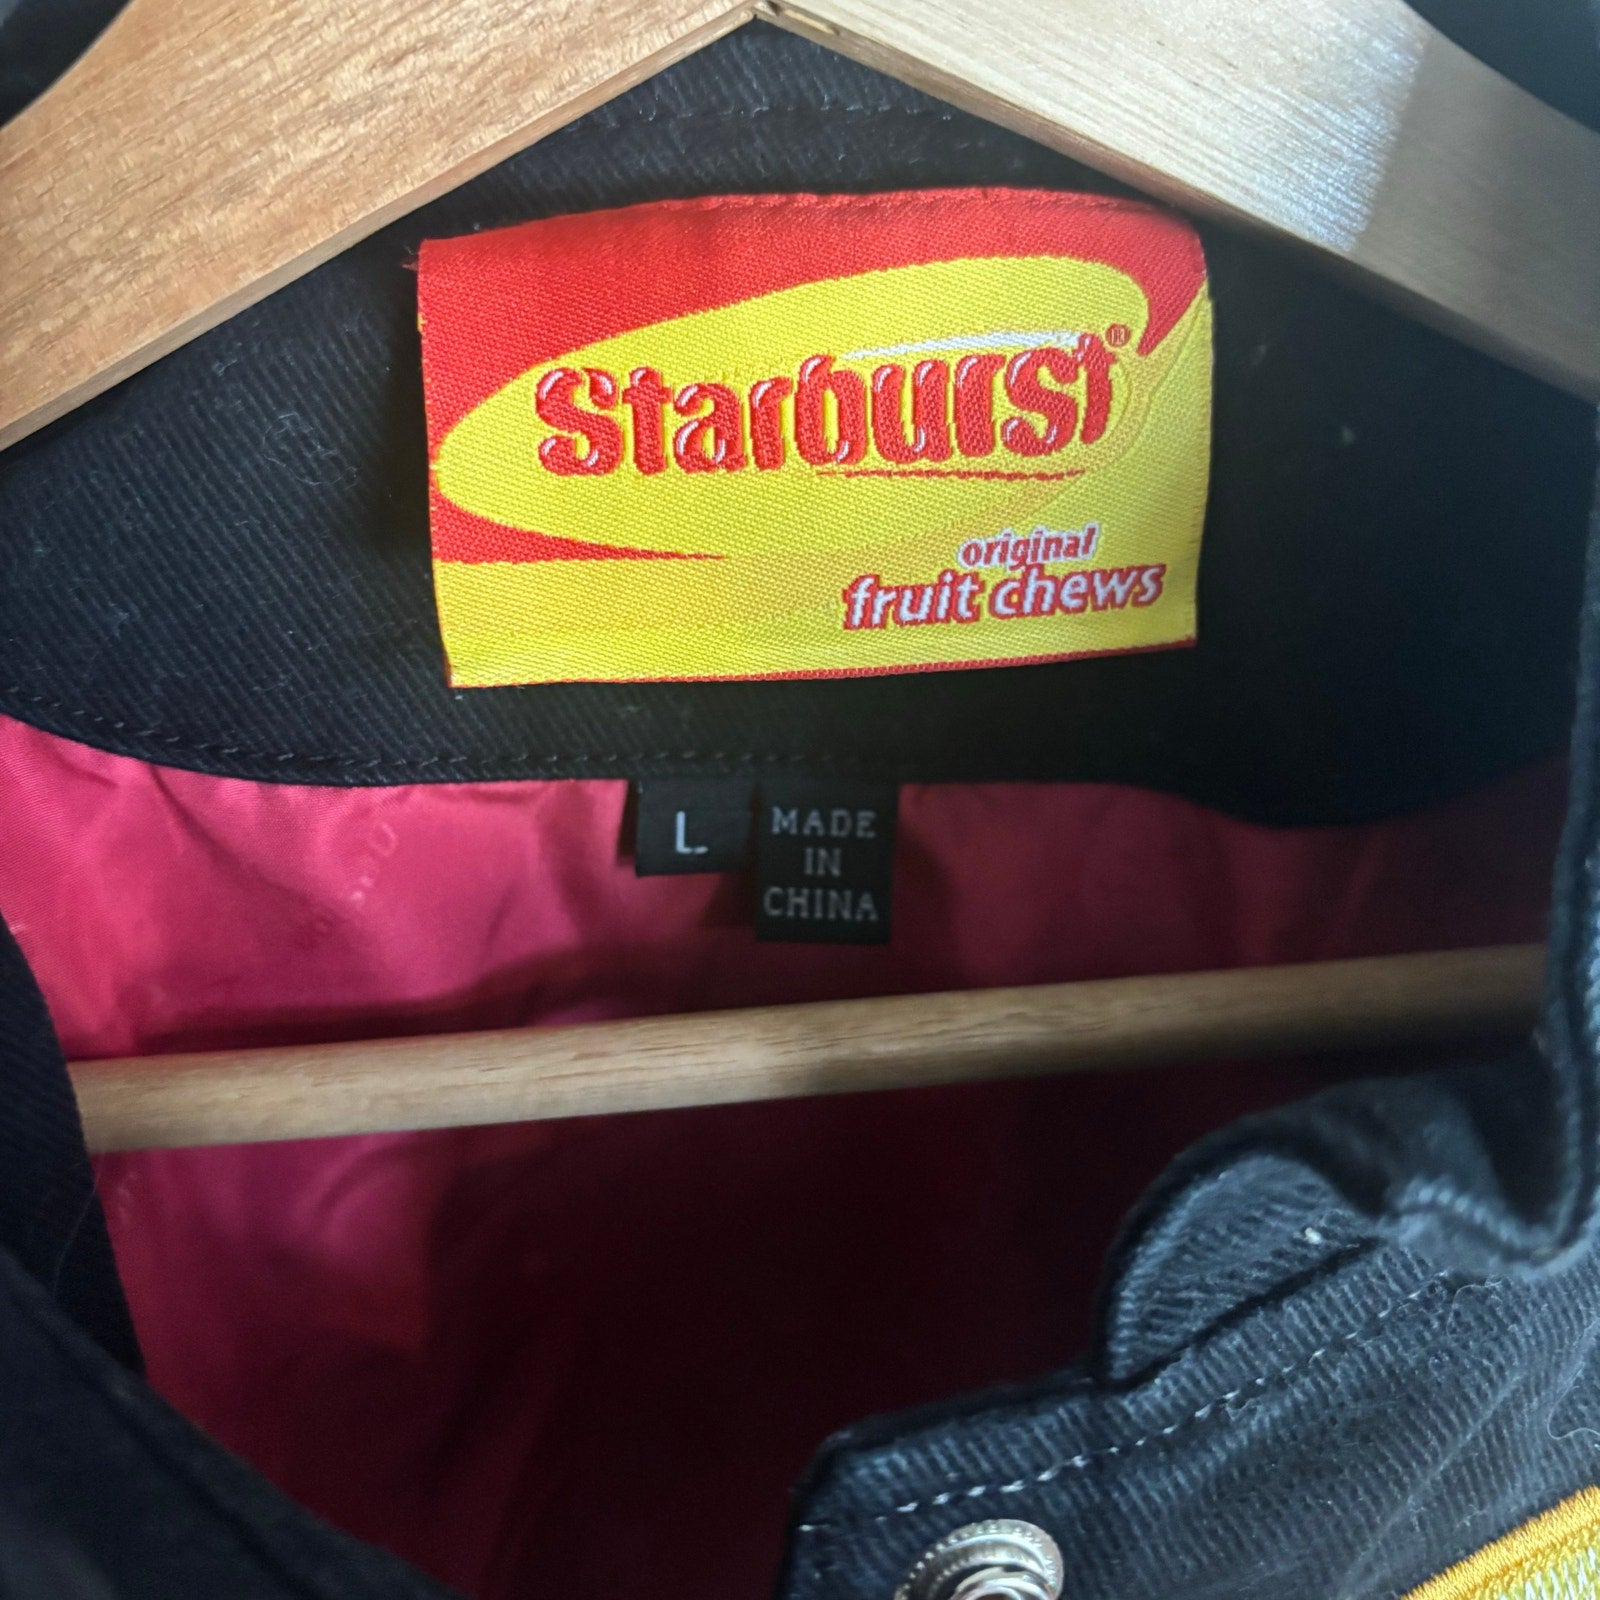 Starburst®
original
fruit chews
L
MADE
IN
CHINA